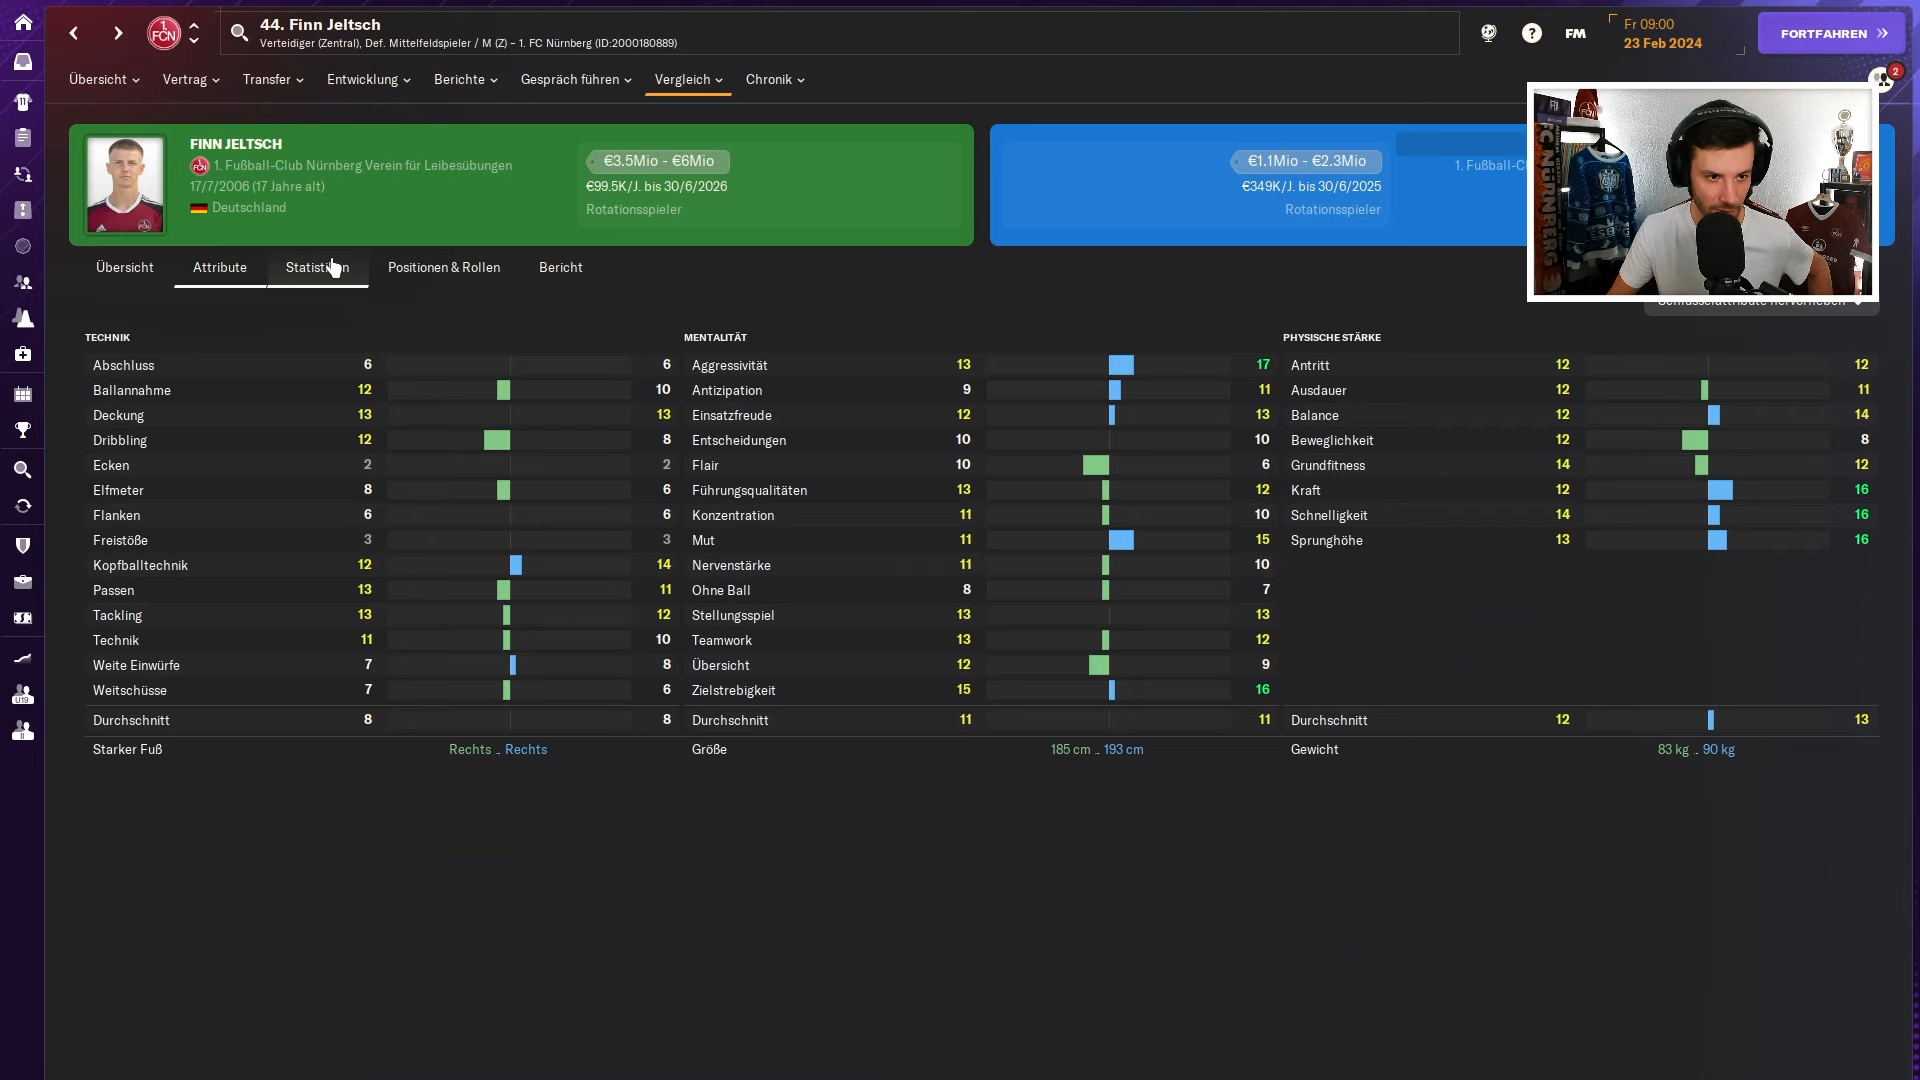 44. Finn Jeltsch
Verteidiger (Zentral), Def. Mittelfeldspieler / M (Z) – 1. FC Nürnberg (ID:2000180889)
FM
Fr 09:00
23 Feb 2024
FORTFAHREN
Übersicht
Vertrag
Transfer
Entwicklung
Berichte
Gespräch führen
Vergleich
Chronik
2
FINN JELTSCH
1. Fußball-Club Nürnberg Verein für Leibesübungen
17/7/2006 (17 Jahre alt)
Deutschland
€3.5Mio - €6Mio
€99.5K/J. bis 30/6/2026
Rotationsspieler
€1.1Mio - €2.3Mio
€349K/J. bis 30/6/2025
Rotationsspieler
Übersicht
Attribute
Positionen & Rollen
Bericht
TECHNIK
Abschluss 6 6
Ballannahme 12 10
Deckung 13 13
Dribbling 12 8
Ecken 2 2
Elfmeter 8 6
Flanken 6 6
Freistöße 3 3
Kopfballtechnik 12 14
Passen 13 11
Tackling 13 12
Technik 11 10
Weite Einwürfe 7 8
Weitschüsse 7 6
Durchschnitt 8 8
Starker Fuß Rechts .. Rechts
MENTALITÄT
Aggressivität 13 17
Antizipation 9 11
Einsatzfreude 12 13
Entscheidungen 10 10
Flair 10 6
Führungsqualitäten 13 12
Konzentration 11 10
Mut 11 15
Nervenstärke 11 10
Ohne Ball 8 7
Stellungsspiel 13 13
Teamwork 13 12
Übersicht 12 9
Zielstrebigkeit 15 16
Durchschnitt 11 11
Größe 185 cm .. 193 cm
PHYSISCHE STÄRKE
Antritt 12 12
Ausdauer 12 11
Balance 12 14
Beweglichkeit 12 8
Grundfitness 14 12
Kraft 12 16
Schnelligkeit 14 16
Sprunghöhe 13 16
Durchschnitt 12 13
Gewicht 83 kg .. 90 kg